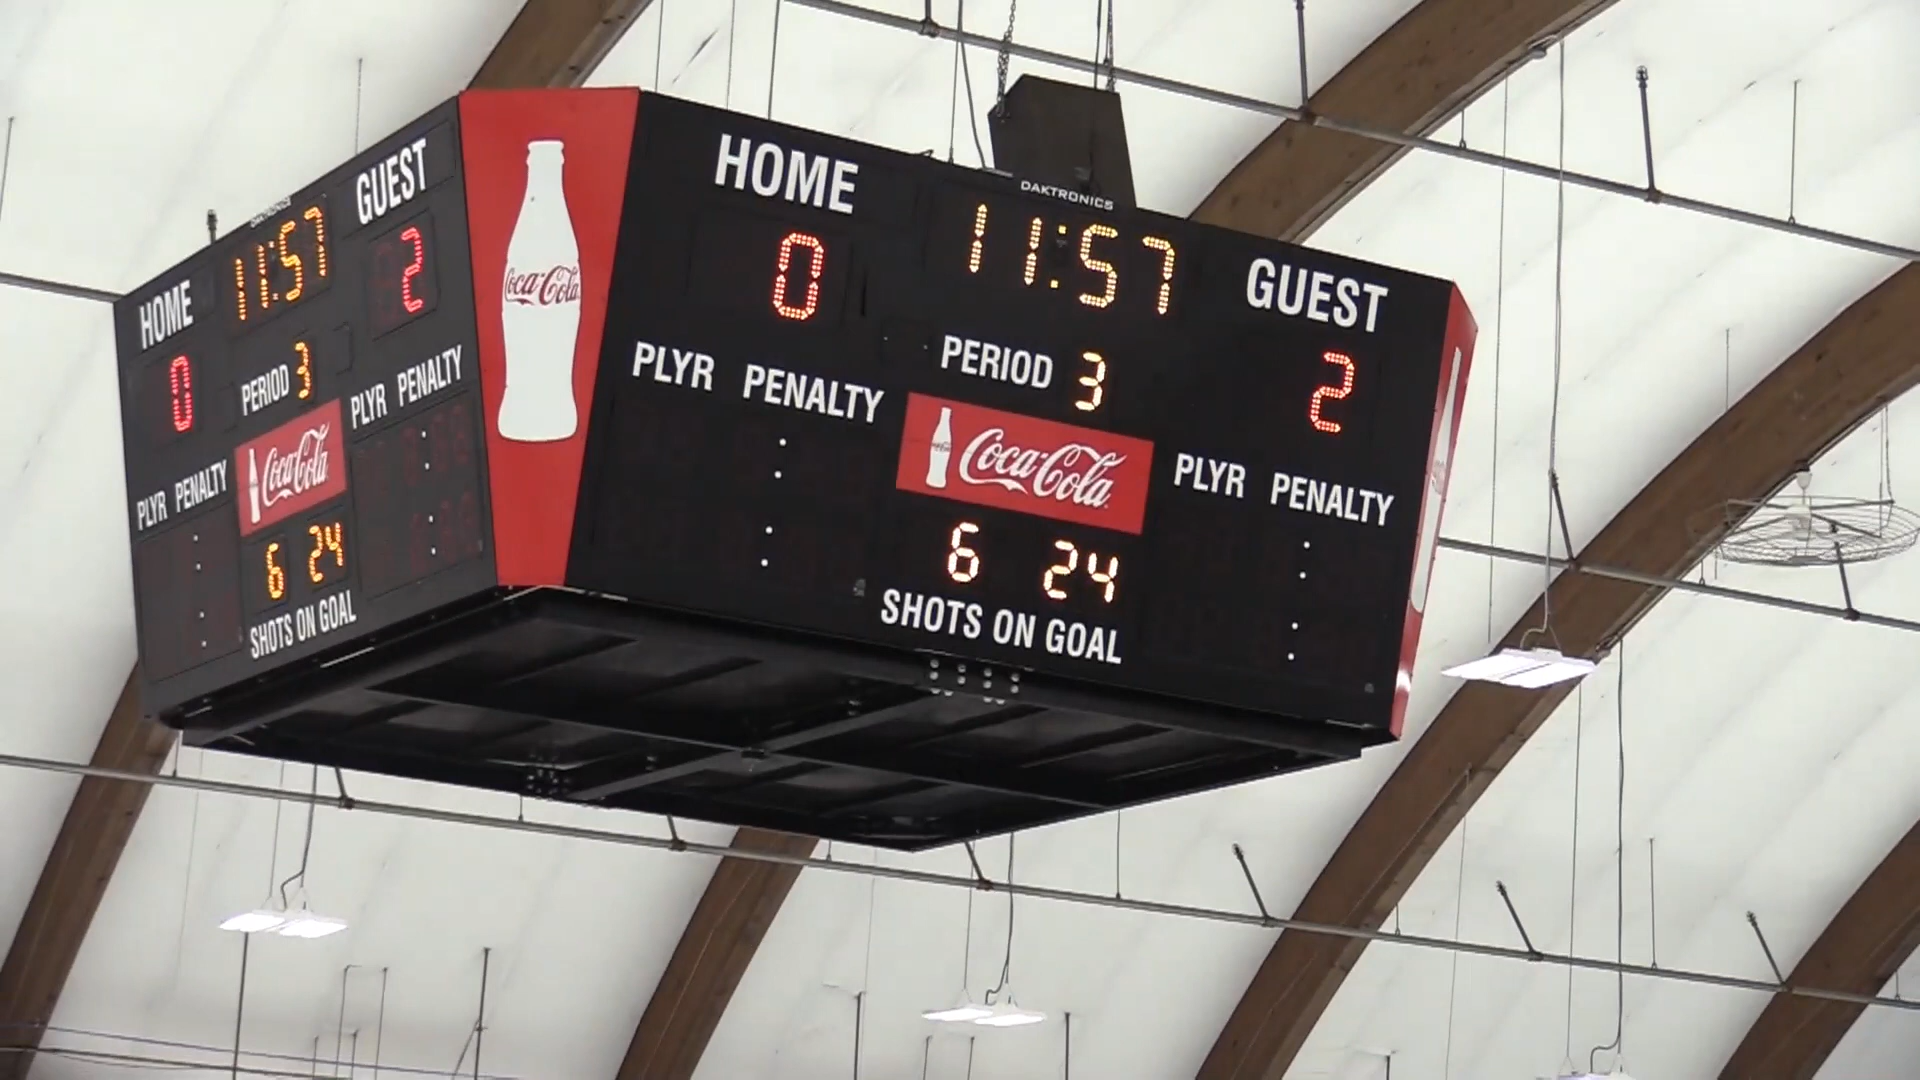 DAKTRONICS
GUEST
11:57
HOME
2
0
PERIOD 3
PLYR PENALTY
Coca-Cola
PLYR PENALTY
6 24
SHOTS ON GOAL
Coca-Cola
HOME
DAKTRONICS
11:57
0
GUEST
PERIOD 3
2
PLYR PENALTY
Coca-Cola
PLYR PENALTY
6 24
SHOTS ON GOAL